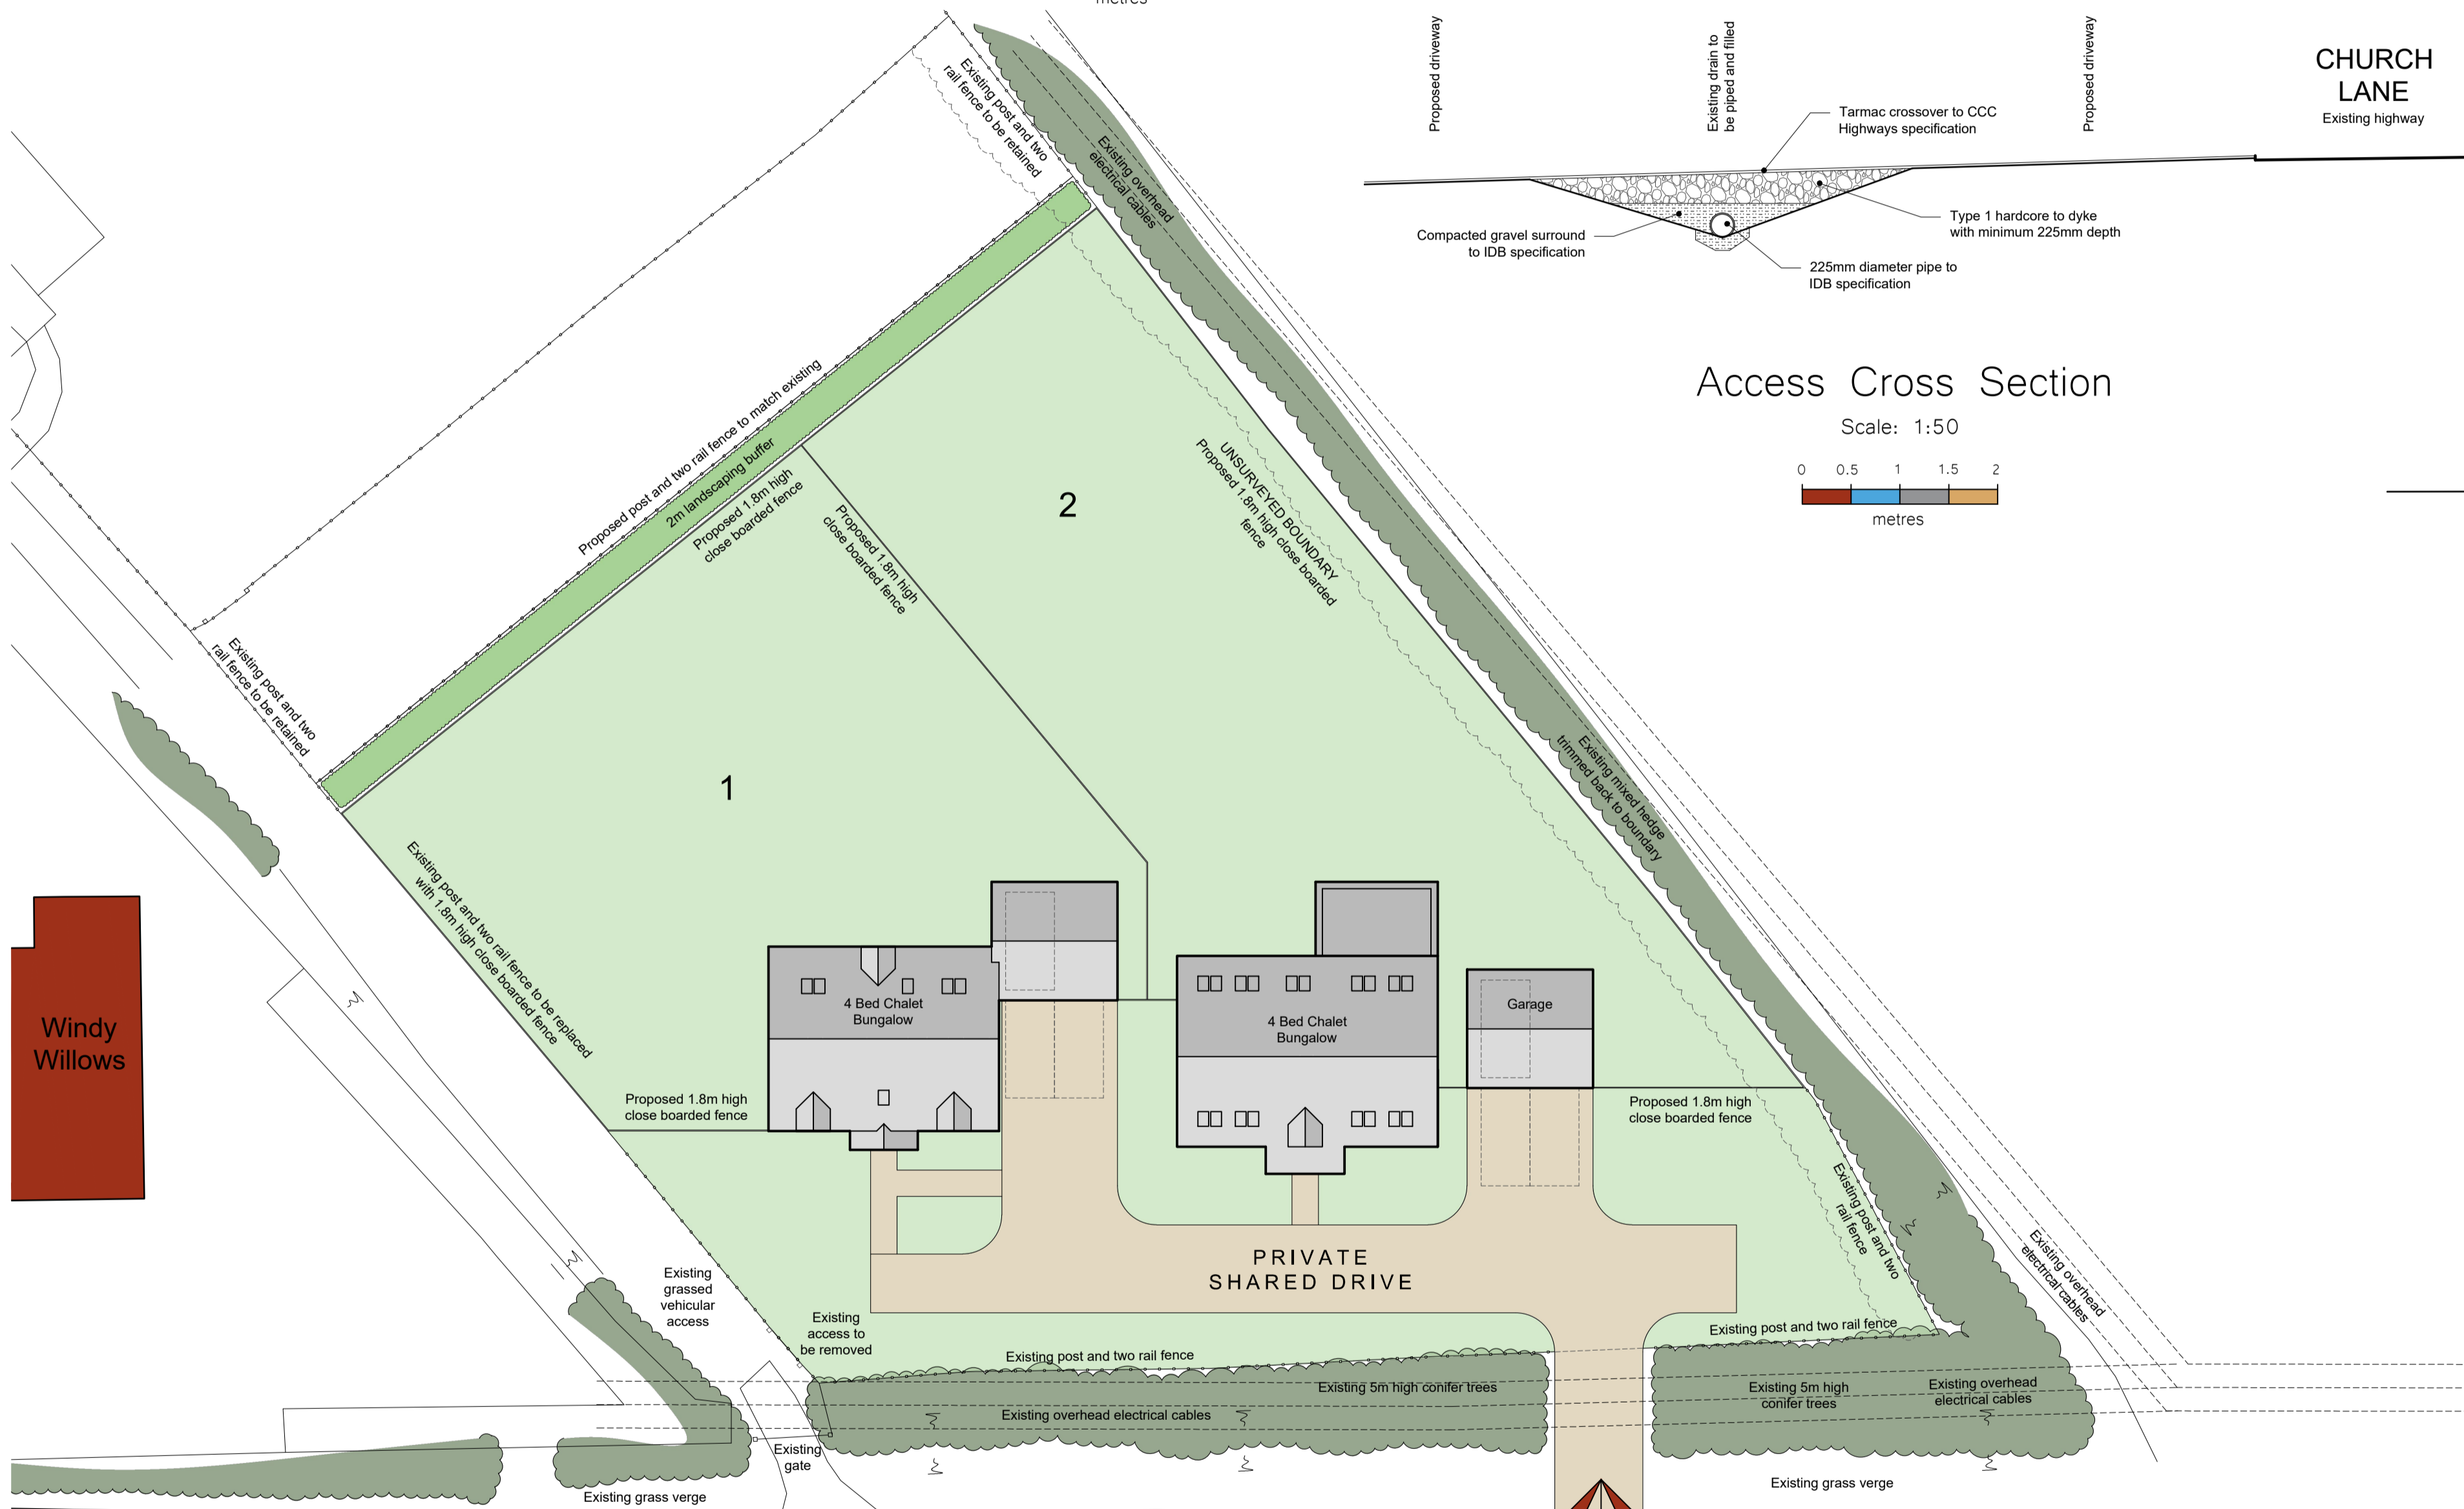 metres
Proposed driveway
Existing drain to
be piped and filled
Proposed driveway
CHURCH
LANE
Existing highway
Tarmac crossover to CCC
Highways specification
Compacted gravel surround
to IDB specification
Type 1 hardcore to dyke
with minimum 225mm depth
225mm diameter pipe to
IDB specification
Access Cross Section
Scale: 1:50
0 0.5 1 1.5 2
metres
Existing post and two
rail fence to be retained
Existing overhead
electrical cables
Proposed post and two rail fence to match existing
2m landscaping buffer
Proposed 1.8m high
close boarded fence
Proposed 1.8m high
close boarded fence
2
UNSURVEYED BOUNDARY
Proposed 1.8m high close boarded
fence
Existing post and two
rail fence to be retained
1
Existing mixed hedge
trimmed back to boundary
Existing post and two rail fence to be replaced
with 1.8m high close boarded fence
Windy
Willows
4 Bed Chalet
Bungalow
4 Bed Chalet
Bungalow
Garage
Proposed 1.8m high
close boarded fence
Proposed 1.8m high
close boarded fence
Existing post and two
rail fence
Existing overhead
electrical cables
PRIVATE
SHARED DRIVE
Existing
grassed
vehicular
access
Existing
access to
be removed
Existing post and two rail fence
Existing post and two rail fence
Existing 5m high conifer trees
Existing 5m high
conifer trees
Existing overhead
electrical cables
Existing overhead electrical cables
Existing
gate
Existing grass verge
Existing grass verge